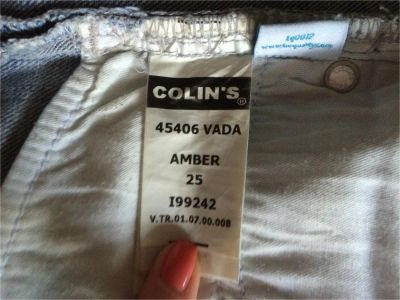 COLIN'S®
45406 VADA
AMBER
25
I99242
V.TR.01.07.00.008